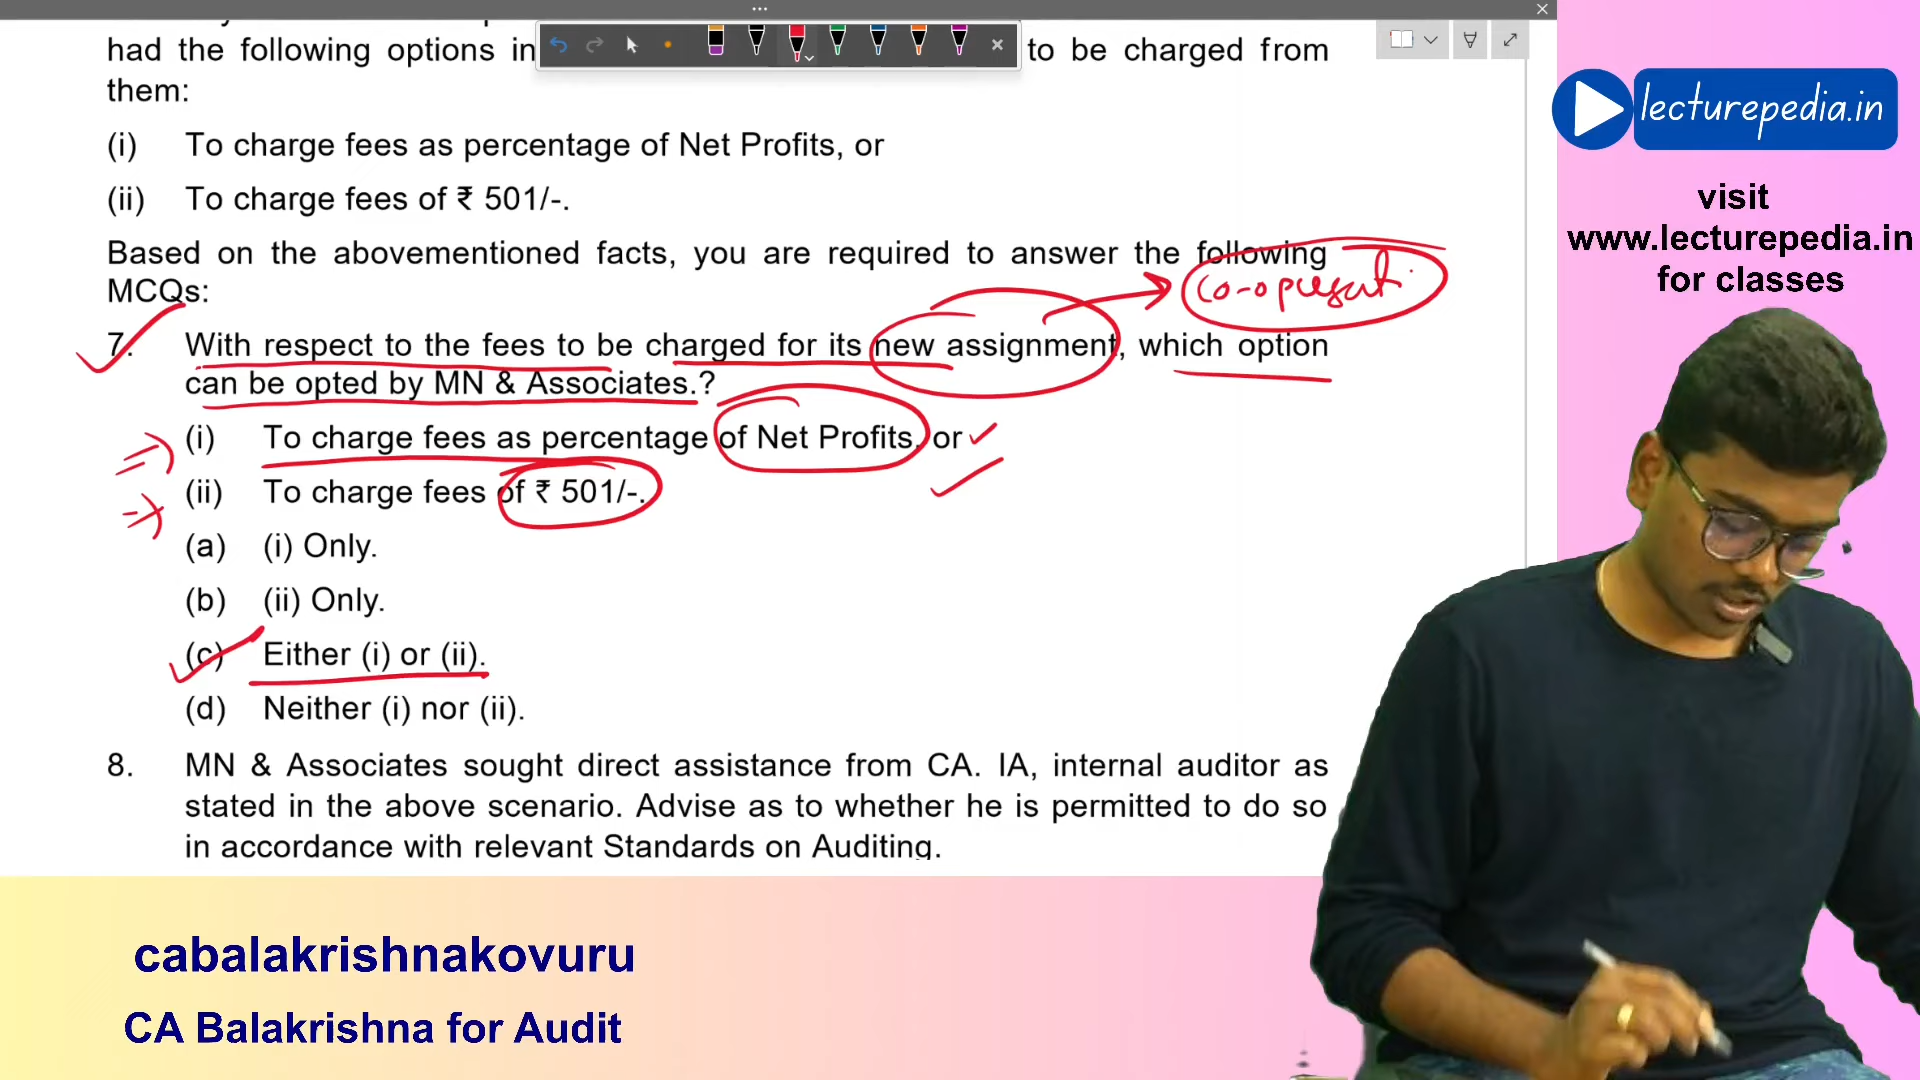 had the following options in
to be charged from
them:
(i) To charge fees as percentage of Net Profits, or
(ii) To charge fees of ₹ 501/-.
Based on the abovementioned facts, you are required to answer the following
MCQs:
7. With respect to the fees to be charged for its new assignment, which option
can be opted by MN & Associates.?
(i) To charge fees as percentage of Net Profits, or
(ii) To charge fees of ₹ 501/-.
(a) (i) Only.
(b) (ii) Only.
(c) Either (i) or (ii).
(d) Neither (i) nor (ii).
8. MN & Associates sought direct assistance from CA. IA, internal auditor as
stated in the above scenario. Advise as to whether he is permitted to do so
in accordance with relevant Standards on Auditing.
lecturepedia.in
visit
www.lecturepedia.in
for classes
cabalakrishnakovuru
CA Balakrishna for Audit